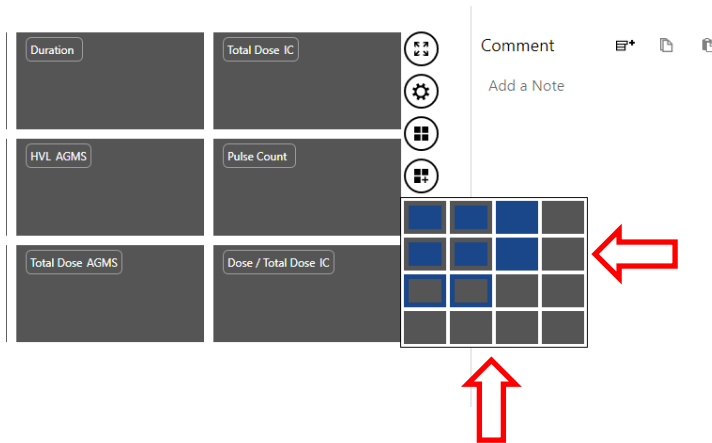 Duration
Total Dose IC
Comment
Add a Note
HVL AGMS
Pulse Count
Total Dose AGMS
Dose / Total Dose IC